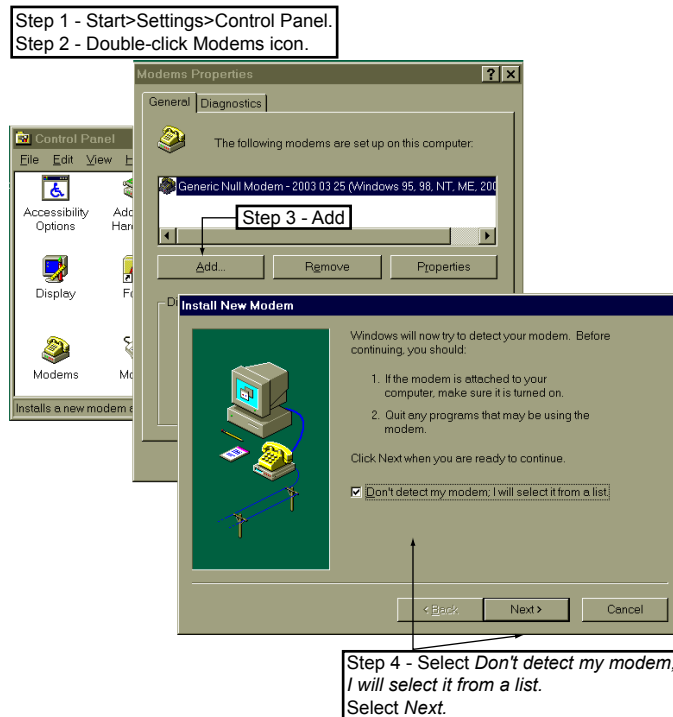 Step 1 - Start>Settings>Control Panel.
Step 2 - Double-click Modems icon.
Modems Properties
General
Diagnostics
The following modems are set up on this computer:
Generic Null Modem - 2003 03 25 (Windows 95, 98, NT, ME, 200
Step 3 - Add
Add...
Remove
Properties
Control Panel
File Edit View
Accessibility
Options
Display
Modems
Installs a new modem
Install New Modem
Windows will now try to detect your modem. Before
continuing, you should:
1. If the modem is attached to your
computer, make sure it is turned on.
2. Quit any programs that may be using the
modem.
Click Next when you are ready to continue.
Don't detect my modem; I will select it from a list.
< Back
Next >
Cancel
Step 4 - Select Don't detect my modem,
I will select it from a list.
Select Next.